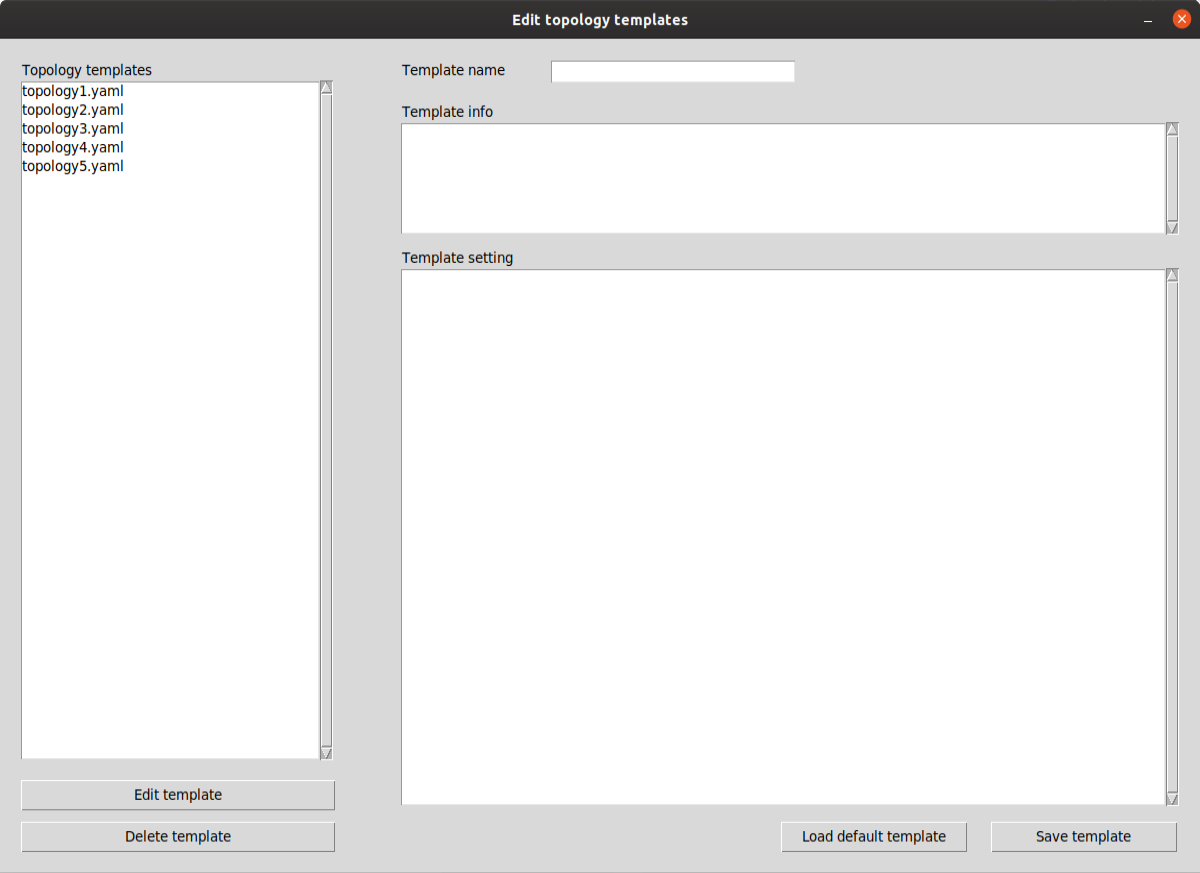 Edit topology templates
Topology templates
topology1.yaml
topology2.yaml
topology3.yaml
topology4.yaml
topology5.yaml
Edit template
Delete template
Template name
Template info
Template setting
Load default template
Save template